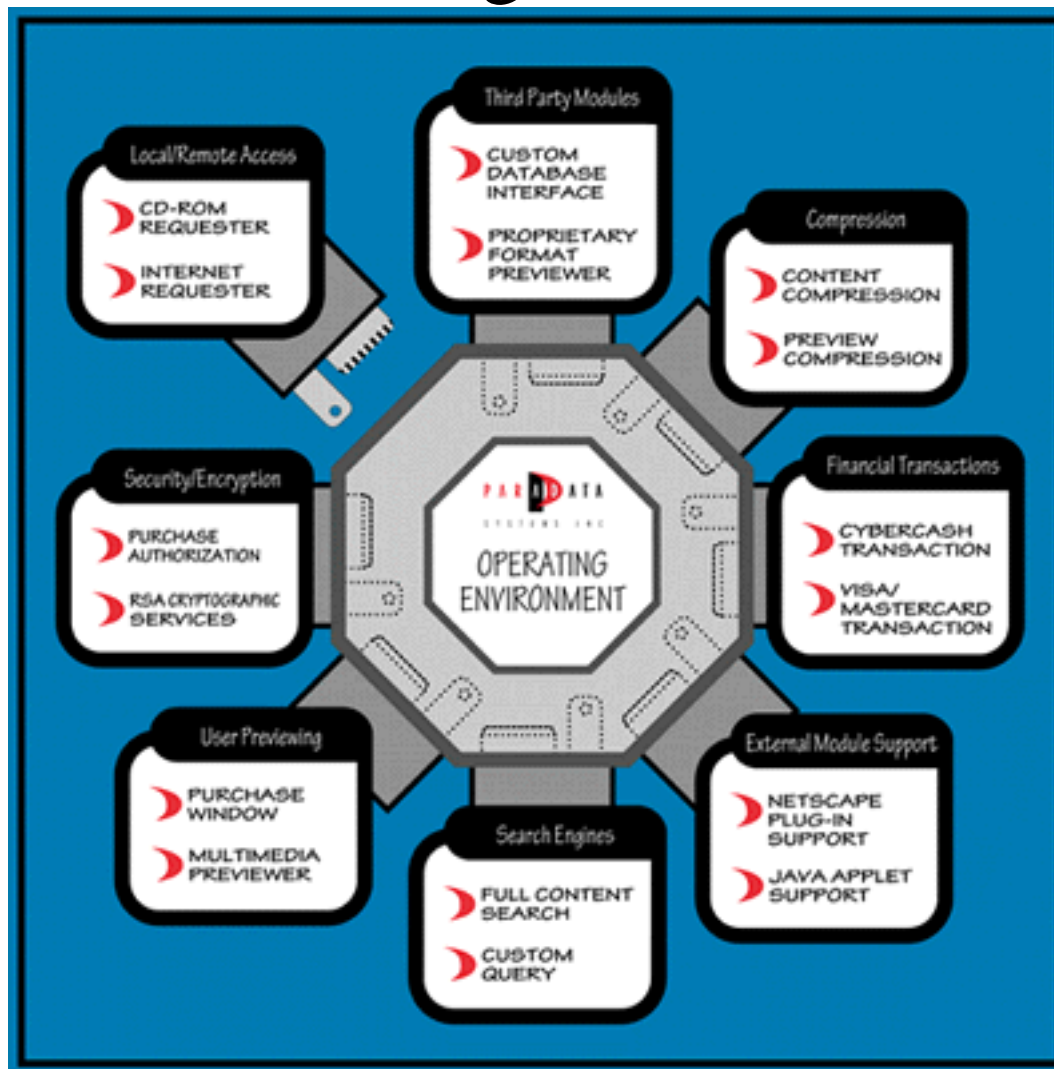 Third Party Modules
CUSTOM
DATABASE
INTERFACE
PROPRIETARY
FORMAT
PREVIEWER
Local/Remote Access
CD-ROM
REQUESTER
INTERNET
REQUESTER
Compression
CONTENT
COMPRESSION
PREVIEW
COMPRESSION
Security/Encryption
PURCHASE
AUTHORIZATION
RSA CRYPTOGRAPHIC
SERVICES
PARADATA
SYSTEMS INC
OPERATING
ENVIRONMENT
Financial Transactions
CYBERCASH
TRANSACTION
VISA/
MASTERCARD
TRANSACTION
User Previewing
PURCHASE
WINDOW
MULTIMEDIA
PREVIEWER
Search Engines
FULL CONTENT
SEARCH
CUSTOM
QUERY
External Module Support
NETSCAPE
PLUG-IN
SUPPORT
JAVA APPLET
SUPPORT